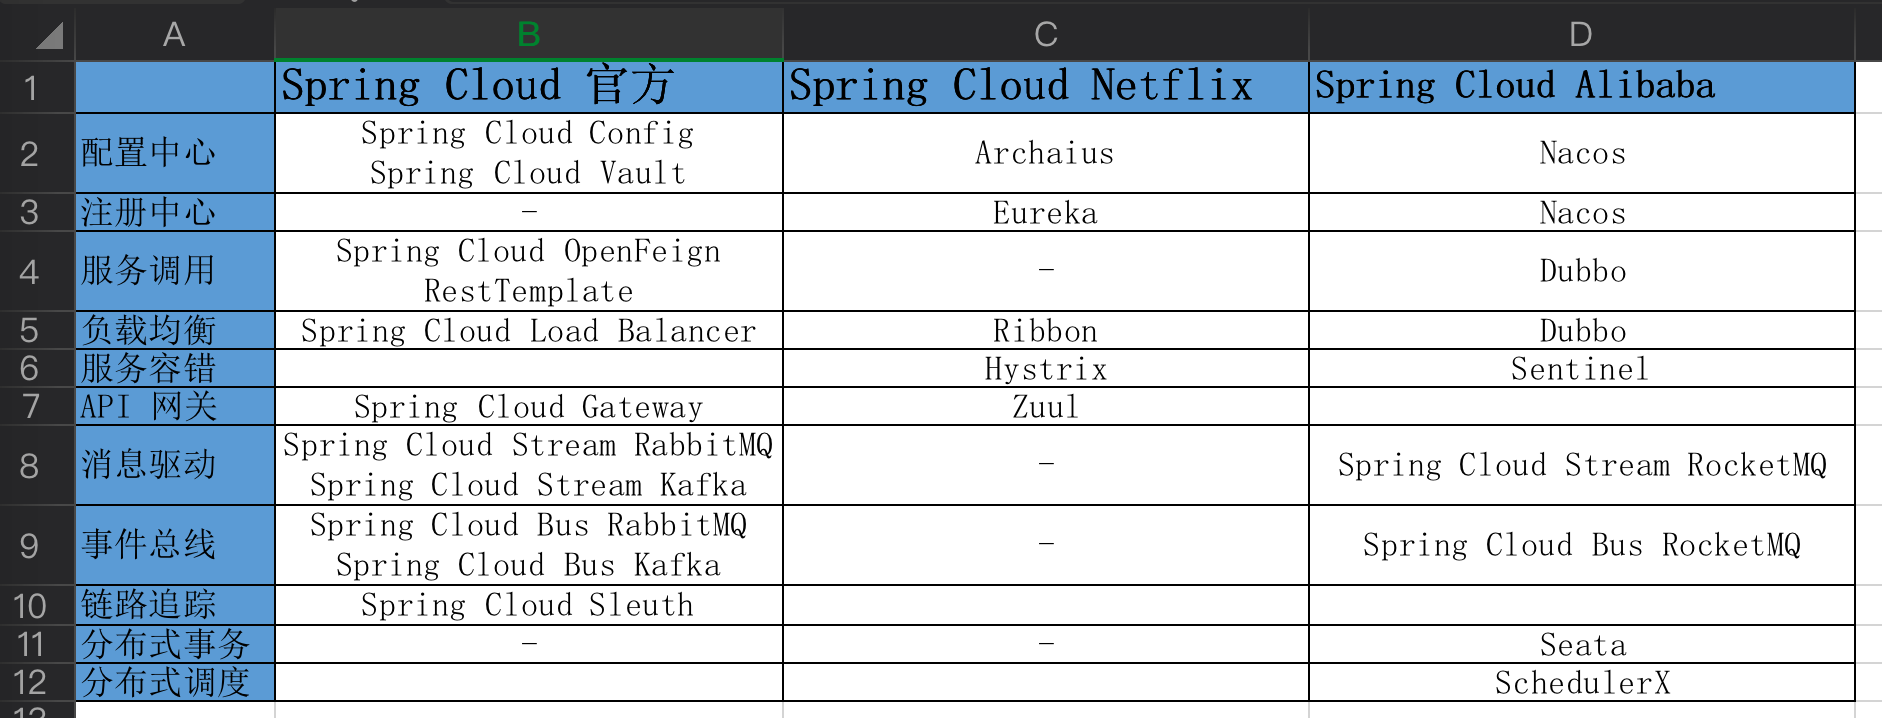 A B C D
1 Spring Cloud 官方 Spring Cloud Netflix Spring Cloud Alibaba
2 配置中心 Spring Cloud Config
Spring Cloud Vault Archaius Nacos
3 注册中心 - Eureka Nacos
4 服务调用 Spring Cloud OpenFeign
RestTemplate - Dubbo
5 负载均衡 Spring Cloud Load Balancer Ribbon Dubbo
6 服务容错 Hystrix Sentinel
7 API 网关 Spring Cloud Gateway Zuul
8 消息驱动 Spring Cloud Stream RabbitMQ
Spring Cloud Stream Kafka - Spring Cloud Stream RocketMQ
9 事件总线 Spring Cloud Bus RabbitMQ
Spring Cloud Bus Kafka - Spring Cloud Bus RocketMQ
10 链路追踪 Spring Cloud Sleuth
11 分布式事务 - - Seata
12 分布式调度 SchedulerX